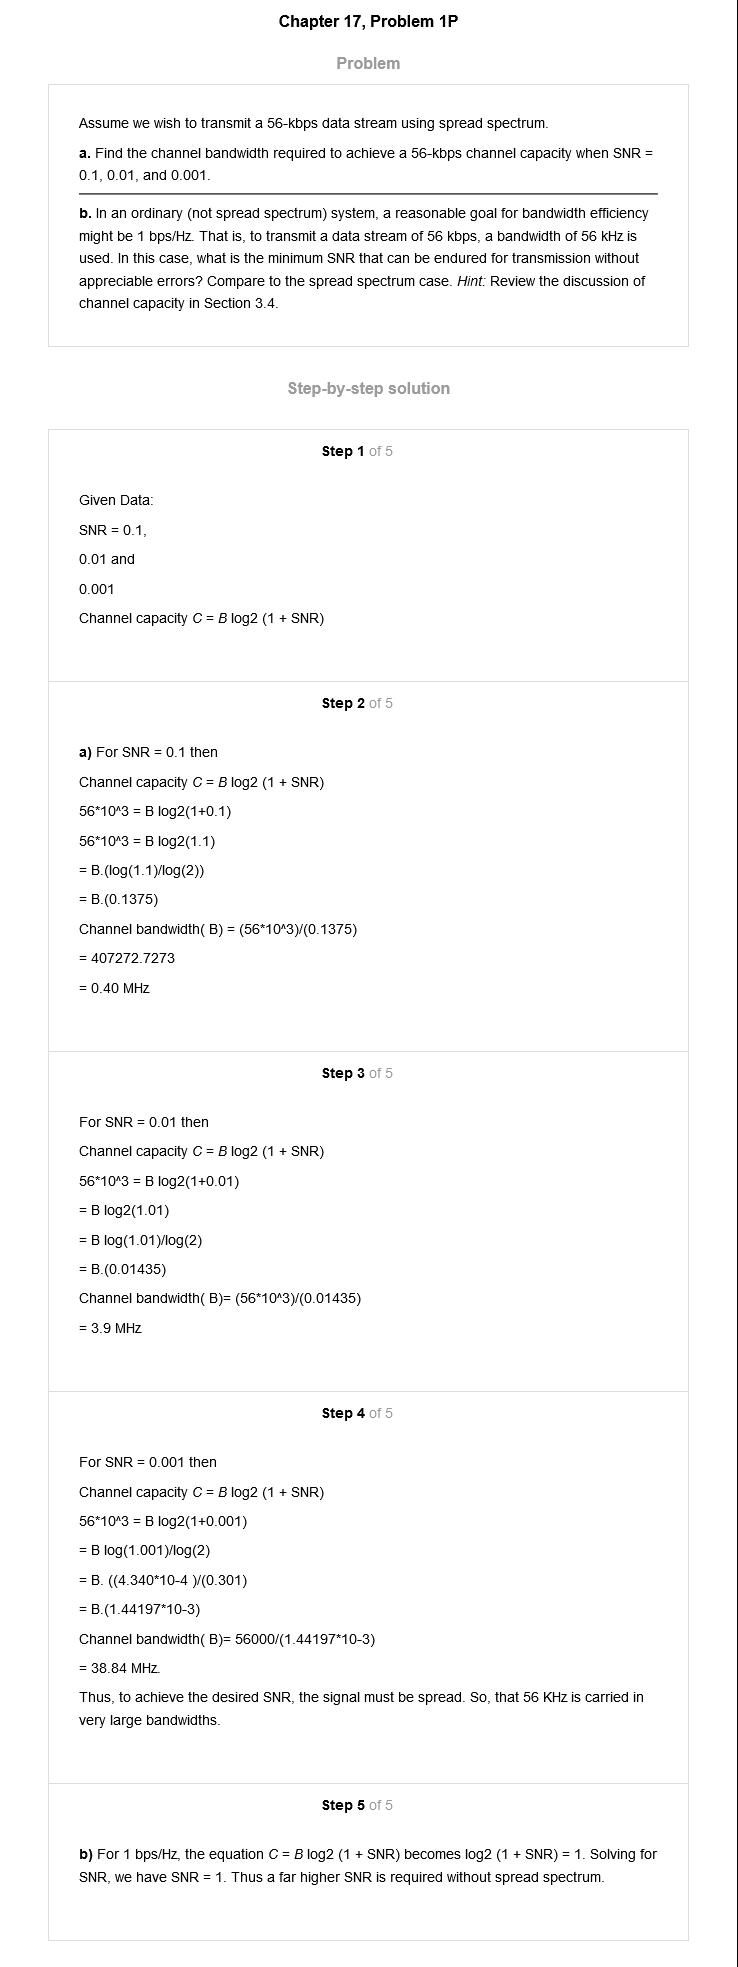 Chapter 17, Problem 1P
Problem
Assume we wish to transmit a 56-kbps data stream using spread spectrum.
a. Find the channel bandwidth required to achieve a 56-kbps channel capacity when SNR =
0.1, 0.01, and 0.001.
b. In an ordinary (not spread spectrum) system, a reasonable goal for bandwidth efficiency
might be 1 bps/Hz. That is, to transmit a data stream of 56 kbps, a bandwidth of 56 kHz is
used. In this case, what is the minimum SNR that can be endured for transmission without
appreciable errors? Compare to the spread spectrum case. Hint: Review the discussion of
channel capacity in Section 3.4.
Step-by-step solution
Step 1 of 5
Given Data:
SNR = 0.1,
0.01 and
0.001
Channel capacity C = B log2 (1 + SNR)
Step 2 of 5
a) For SNR = 0.1 then
Channel capacity C = B log2 (1 + SNR)
56*10^3 = B log2(1+0.1)
56*10^3 = B log2(1.1)
= B.(log(1.1)/log(2))
= B.(0.1375)
Channel bandwidth( B) = (56*10^3)/(0.1375)
= 407272.7273
= 0.40 MHz
Step 3 of 5
For SNR = 0.01 then
Channel capacity C = B log2 (1 + SNR)
56*10^3 = B log2(1+0.01)
= B log2(1.01)
= B log(1.01)/log(2)
= B.(0.01435)
Channel bandwidth( B)= (56*10^3)/(0.01435)
= 3.9 MHz
Step 4 of 5
For SNR = 0.001 then
Channel capacity C = B log2 (1 + SNR)
56*10^3 = B log2(1+0.001)
= B log(1.001)/log(2)
= B. ((4.340*10-4 )/(0.301)
= B.(1.44197*10-3)
Channel bandwidth( B)= 56000/(1.44197*10-3)
= 38.84 MHz.
Thus, to achieve the desired SNR, the signal must be spread. So, that 56 KHz is carried in
very large bandwidths.
Step 5 of 5
b) For 1 bps/Hz, the equation C = B log2 (1 + SNR) becomes log2 (1 + SNR) = 1. Solving for
SNR, we have SNR = 1. Thus a far higher SNR is required without spread spectrum.